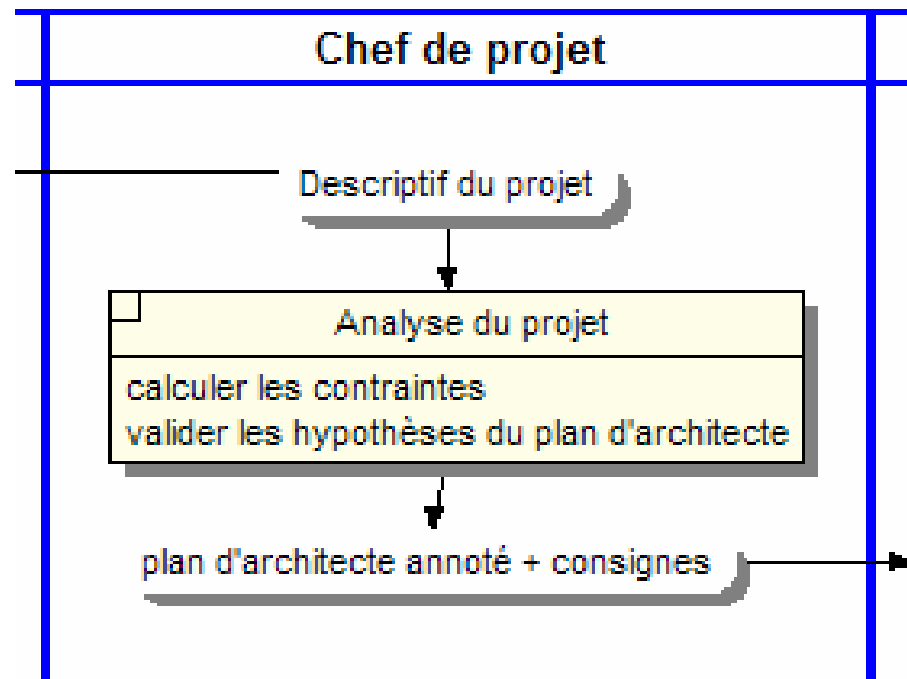 Chef de projet
Descriptif du projet
Analyse du projet
calculer les contraintes
valider les hypothèses du plan d'architecte
plan d'architecte annoté + consignes